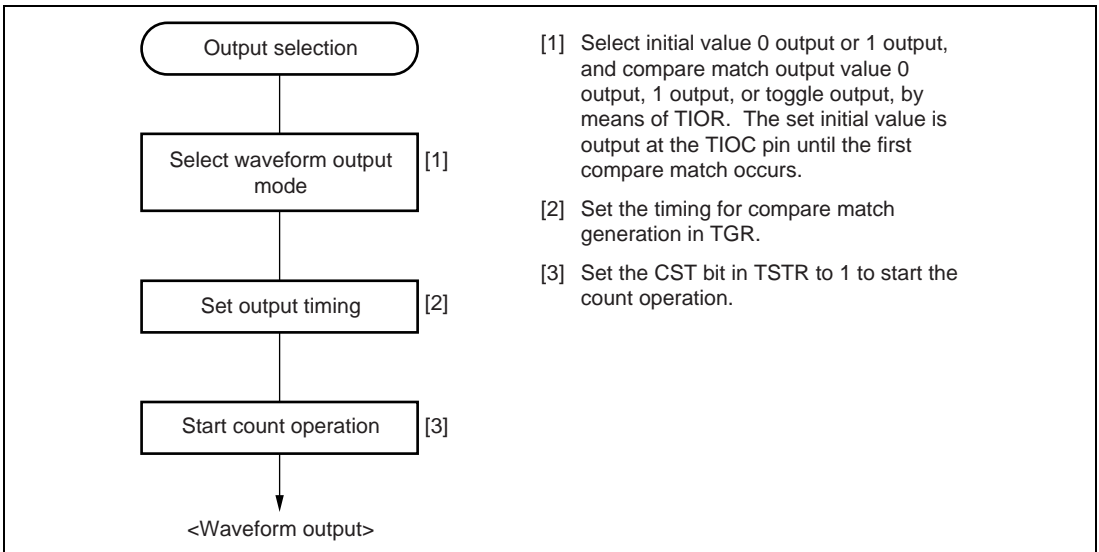 Output selection
Select waveform output
mode
[1]
Set output timing
[2]
Start count operation
[3]
<Waveform output>
[1] Select initial value 0 output or 1 output,
and compare match output value 0
output, 1 output, or toggle output, by
means of TIOR. The set initial value is
output at the TIOC pin until the first
compare match occurs.
[2] Set the timing for compare match
generation in TGR.
[3] Set the CST bit in TSTR to 1 to start the
count operation.